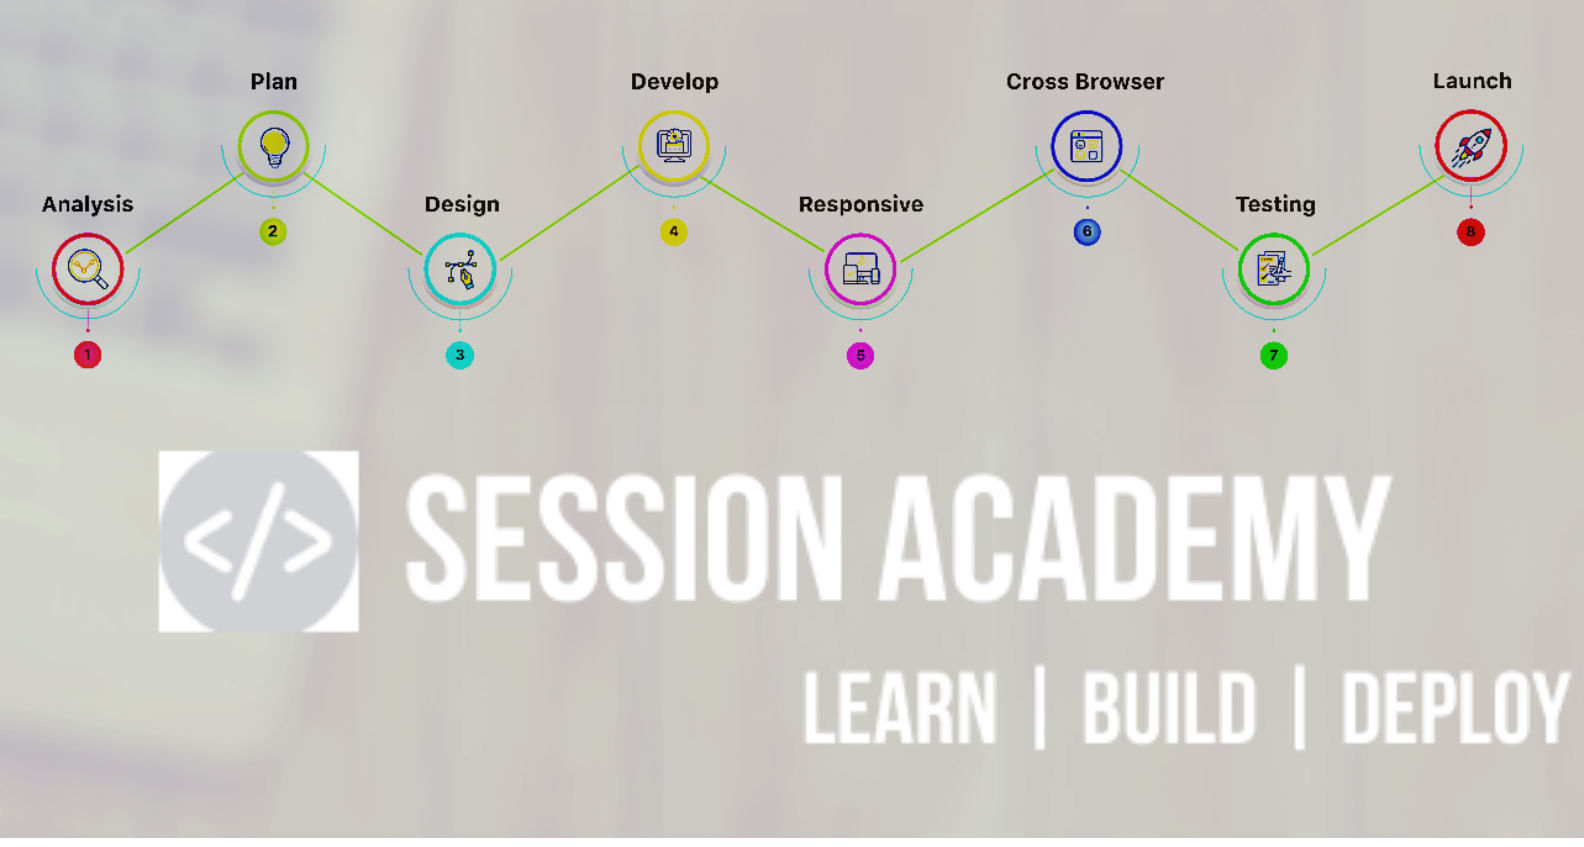 Plan Develop Cross Browser Launch
Analysis Design Responsive Testing
2 4 6 8
1 3 5 7
</> SESSION ACADEMY
LEARN | BUILD | DEPLOY